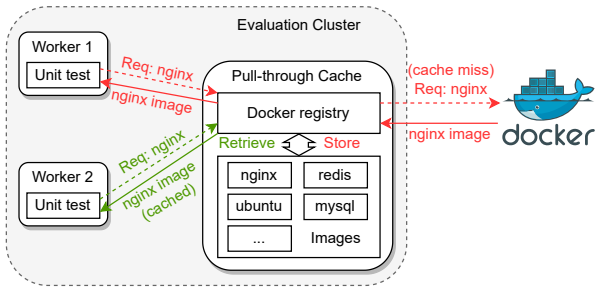 Evaluation Cluster
Worker 1
Unit test
Req: nginx
nginx image
Pull-through Cache
Docker registry
(cache miss)
Req: nginx
nginx image
docker
Retrieve
Store
Worker 2
Unit test
Req: nginx
nginx image
(cached)
nginx
redis
ubuntu
mysql
...
Images